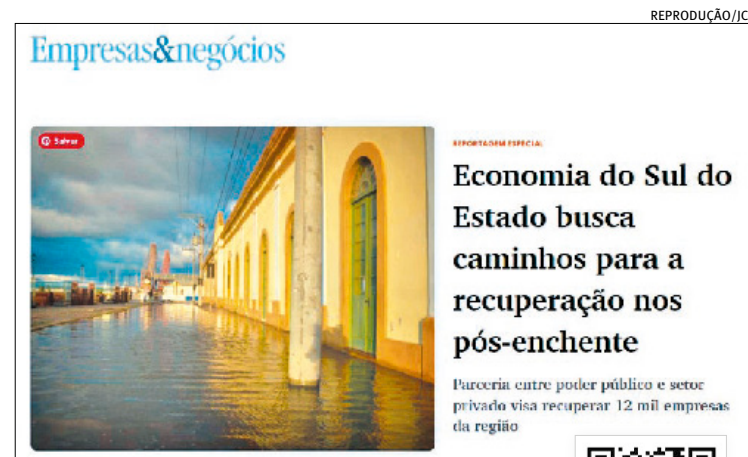 REPRODUÇÃO/JC
Empresas&negócios
Salvar
REPORTAGEM ESPECIAL
Economia do Sul do
Estado busca
caminhos para a
recuperação nos
pós-enchente
Parceria entre poder público e setor
privado visa recuperar 12 mil empresas
da região